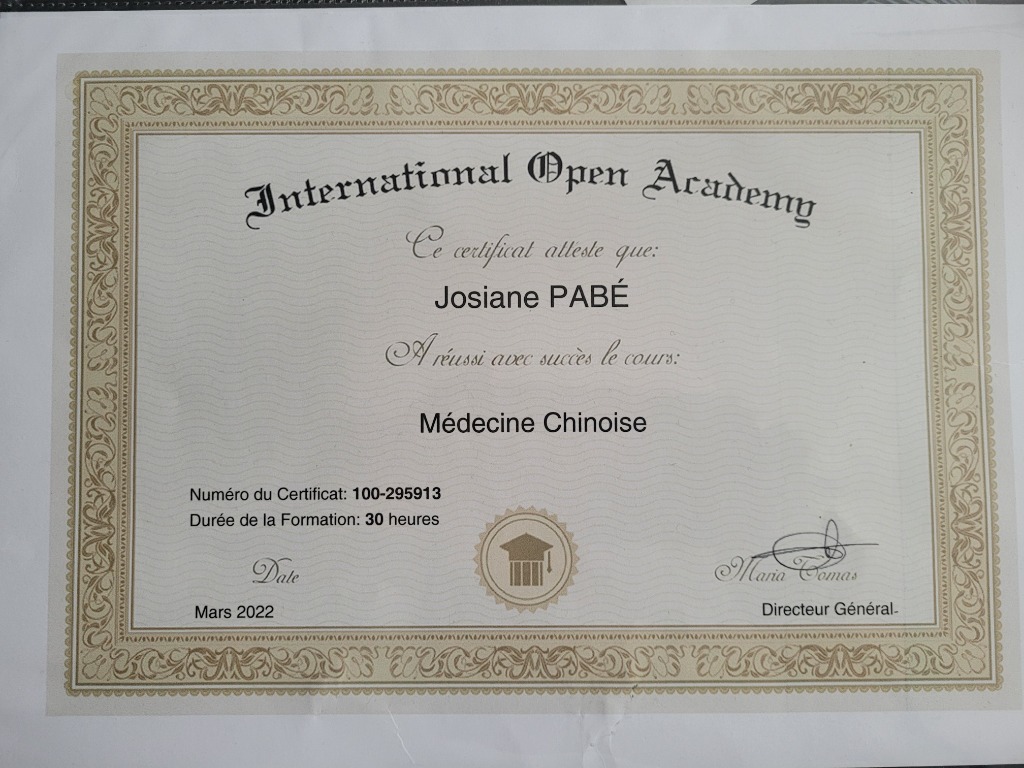 International Open Academy
Ce certificat atteste que:
Josiane PABÉ
A réussi avec succès le cours:
Médecine Chinoise
Numéro du Certificat: 100-295913
Durée de la Formation: 30 heures
Date
Maria Tomas
Mars 2022
Directeur Général